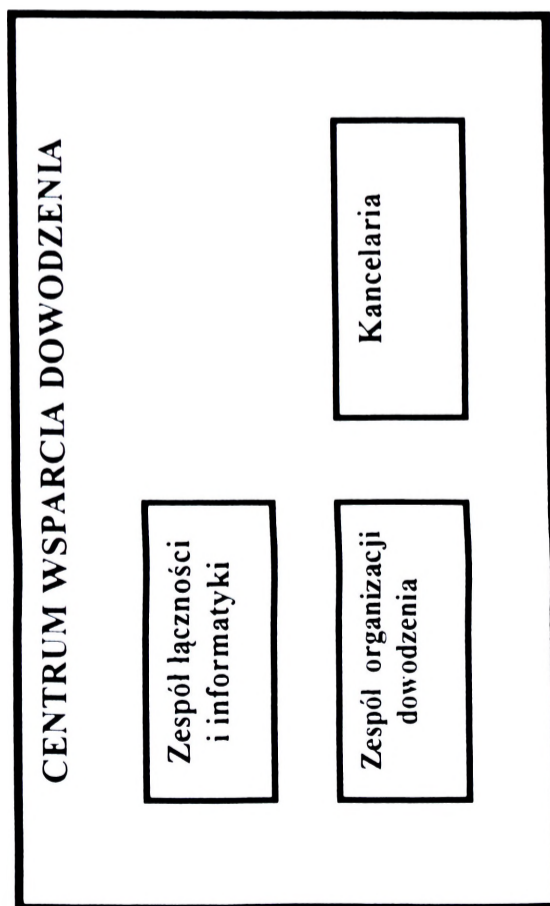 CENTRUM WSPARCIA DOWODZENIA
Zespół łączności
i informatyki
Zespół organizacji
dowodzenia
Kancelaria